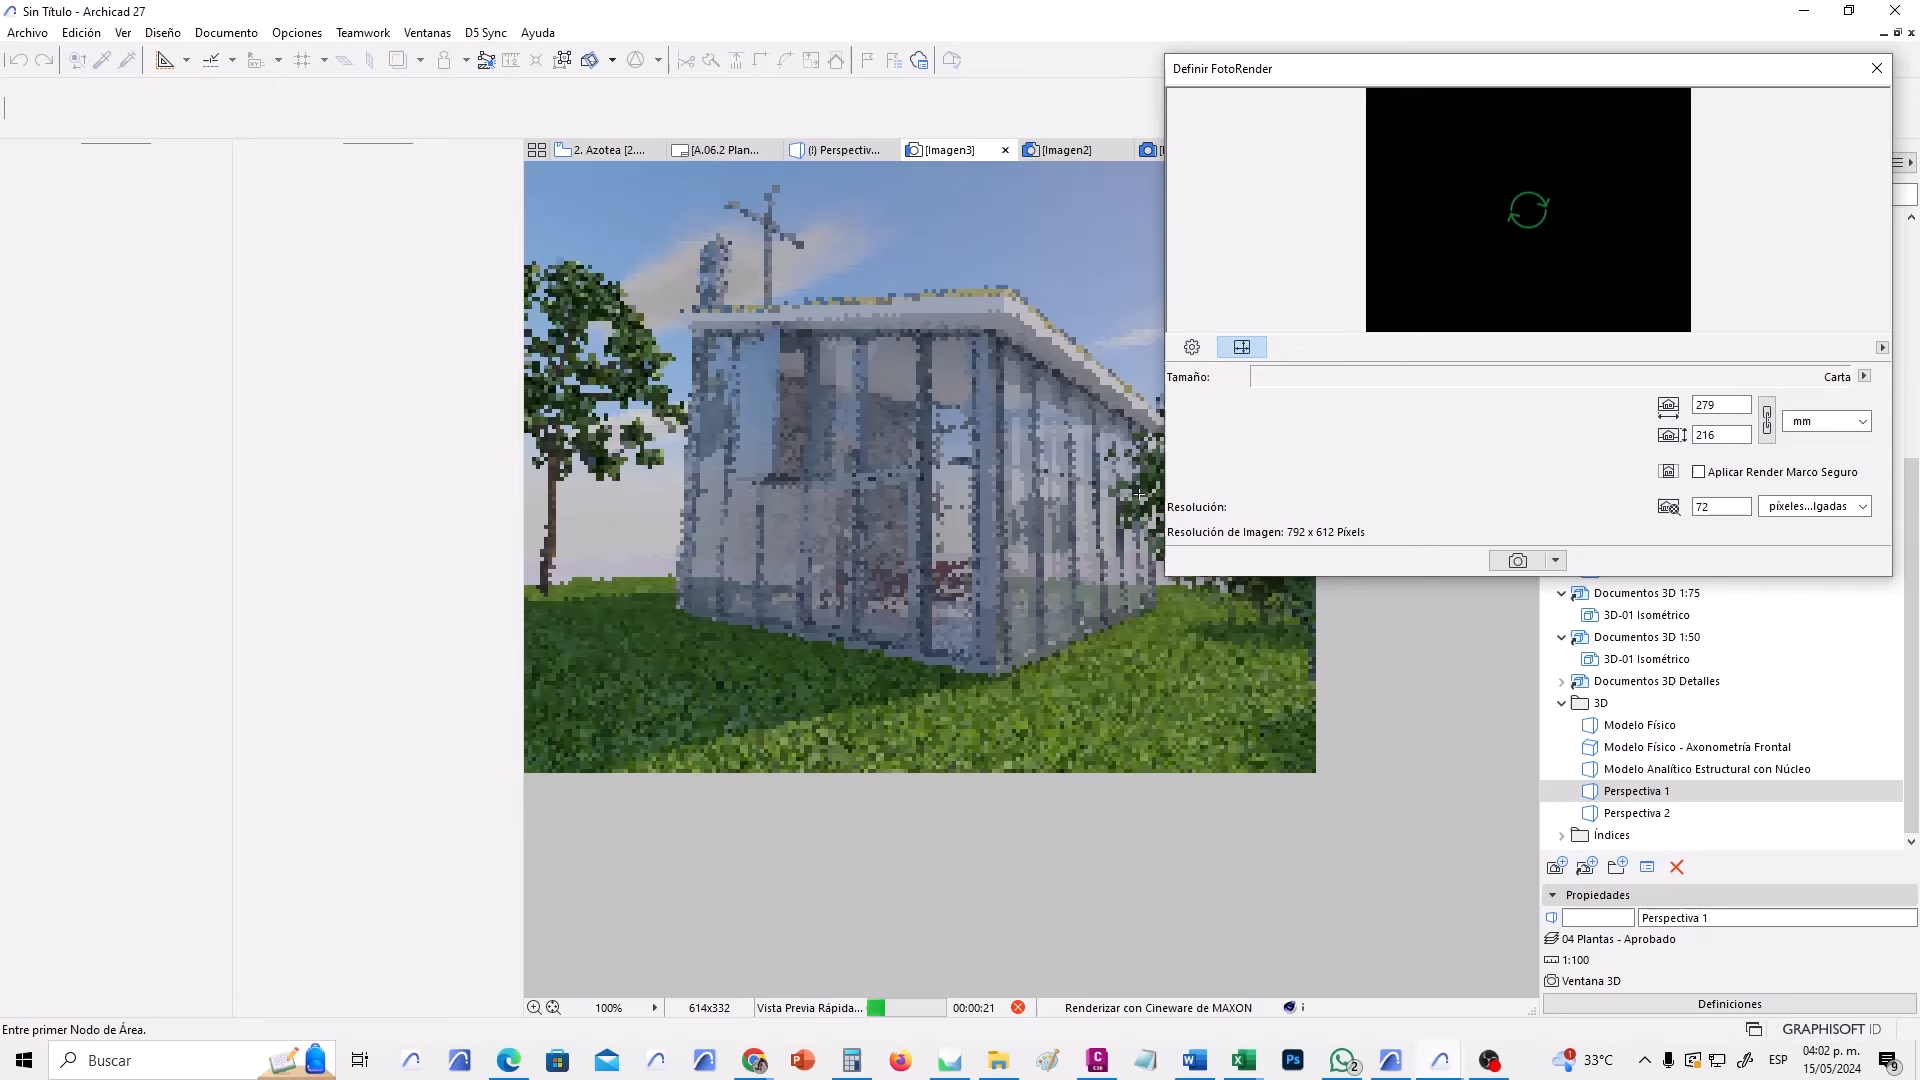 Sin Título - Archicad 27
Archivo Edición Ver Diseño Documento Opciones Teamwork Ventanas D5 Sync Ayuda
Definir FotoRender
2. Azotea [2....
[A.06.2 Plan...
(!) Perspectiv...
[Imagen3]
[Imagen2]
Tamaño:
Carta
279
216
mm
Aplicar Render Marco Seguro
Resolución:
72
píxeles...lgadas
Resolución de Imagen: 792 x 612 Píxels
Documentos 3D 1:75
3D-01 Isométrico
Documentos 3D 1:50
3D-01 Isométrico
Documentos 3D Detalles
3D
Modelo Físico
Modelo Físico - Axonometría Frontal
Modelo Analítico Estructural con Núcleo
Perspectiva 1
Perspectiva 2
Índices
Propiedades
Perspectiva 1
04 Plantas - Aprobado
1:100
Ventana 3D
Definiciones
100%
614x332
Vista Previa Rápida...
00:00:21
Renderizar con Cineware de MAXON
i
Entre primer Nodo de Área.
GRAPHISOFT ID
Buscar
2
1
33°C
ESP
04:02 p. m.
15/05/2024
9